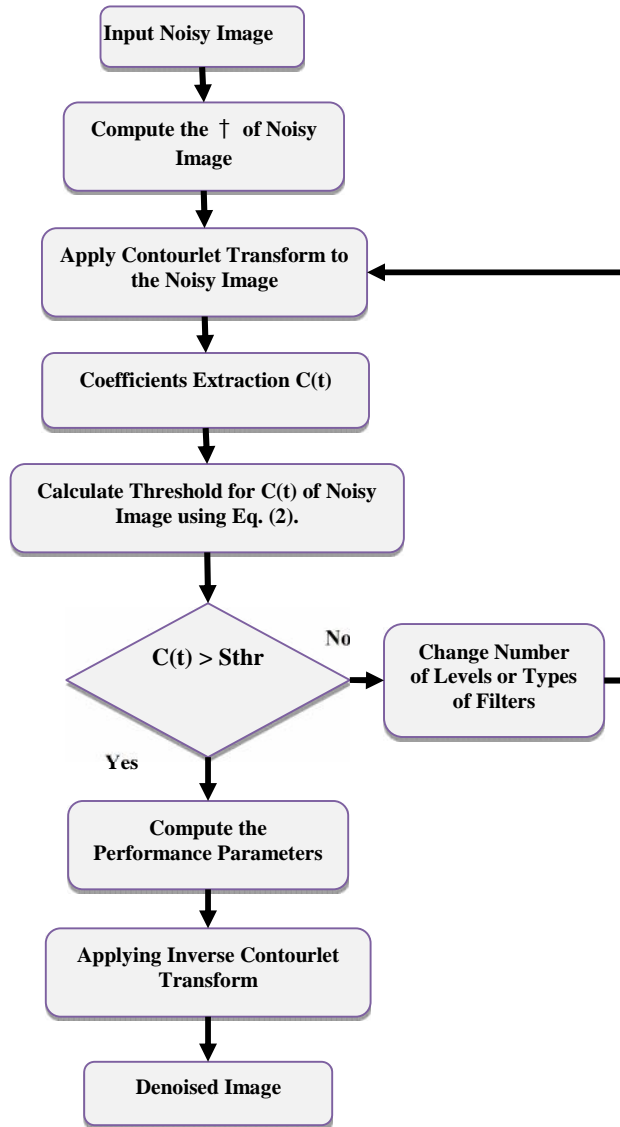 Input Noisy Image
Compute the † of Noisy
Image
Apply Contourlet Transform to
the Noisy Image
Coefficients Extraction C(t)
Calculate Threshold for C(t) of Noisy
Image using Eq. (2).
C(t) > Sthr
No
Change Number
of Levels or Types
of Filters
Yes
Compute the
Performance Parameters
Applying Inverse Contourlet
Transform
Denoised Image